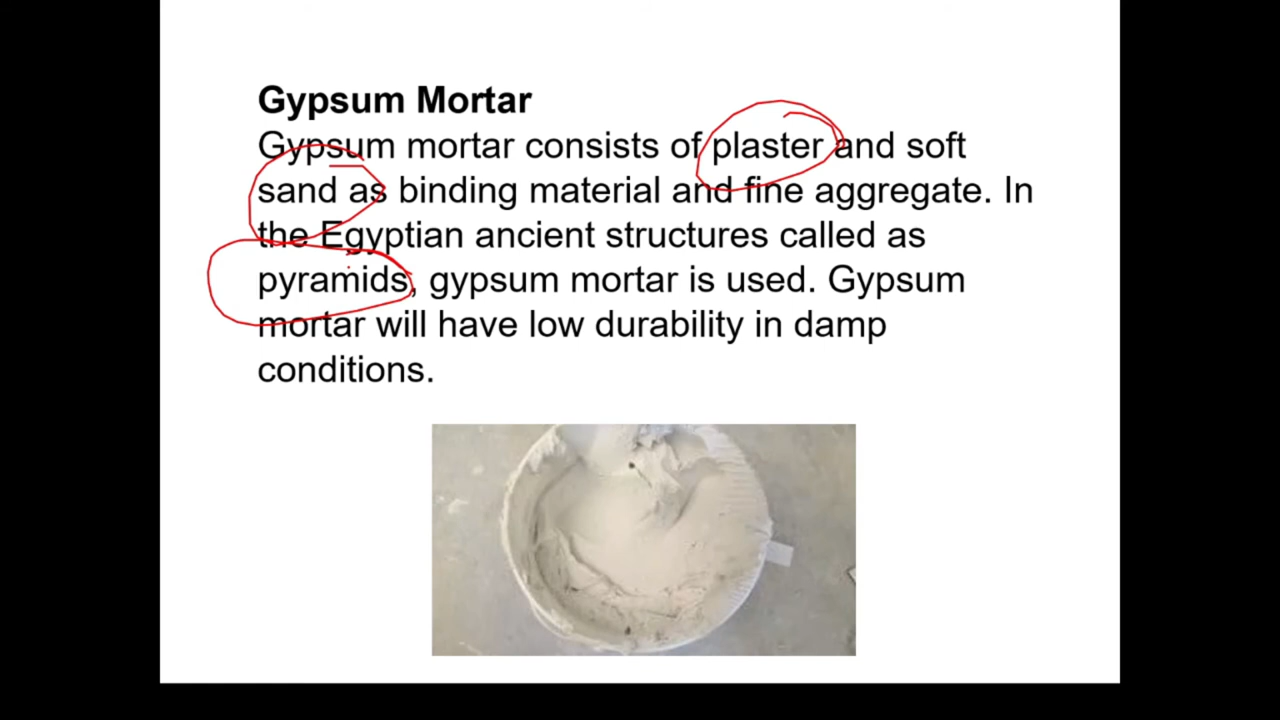 Gypsum Mortar
Gypsum mortar consists of plaster and soft
sand as binding material and fine aggregate. In
the Egyptian ancient structures called as
pyramids, gypsum mortar is used. Gypsum
mortar will have low durability in damp
conditions.